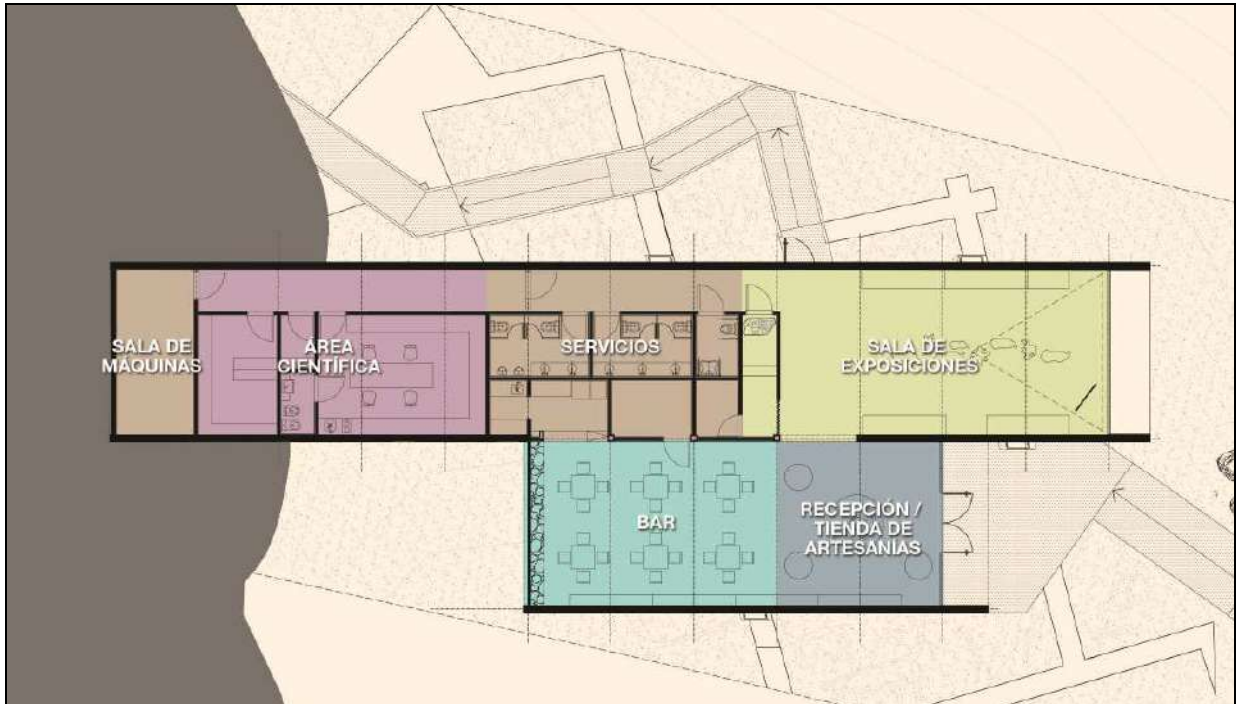 SALA DE
MÁQUINAS
ÁREA
CIENTÍFICA
SERVICIOS
SALA DE
EXPOSICIONES
BAR
RECEPCIÓN /
TIENDA DE
ARTESANÍAS